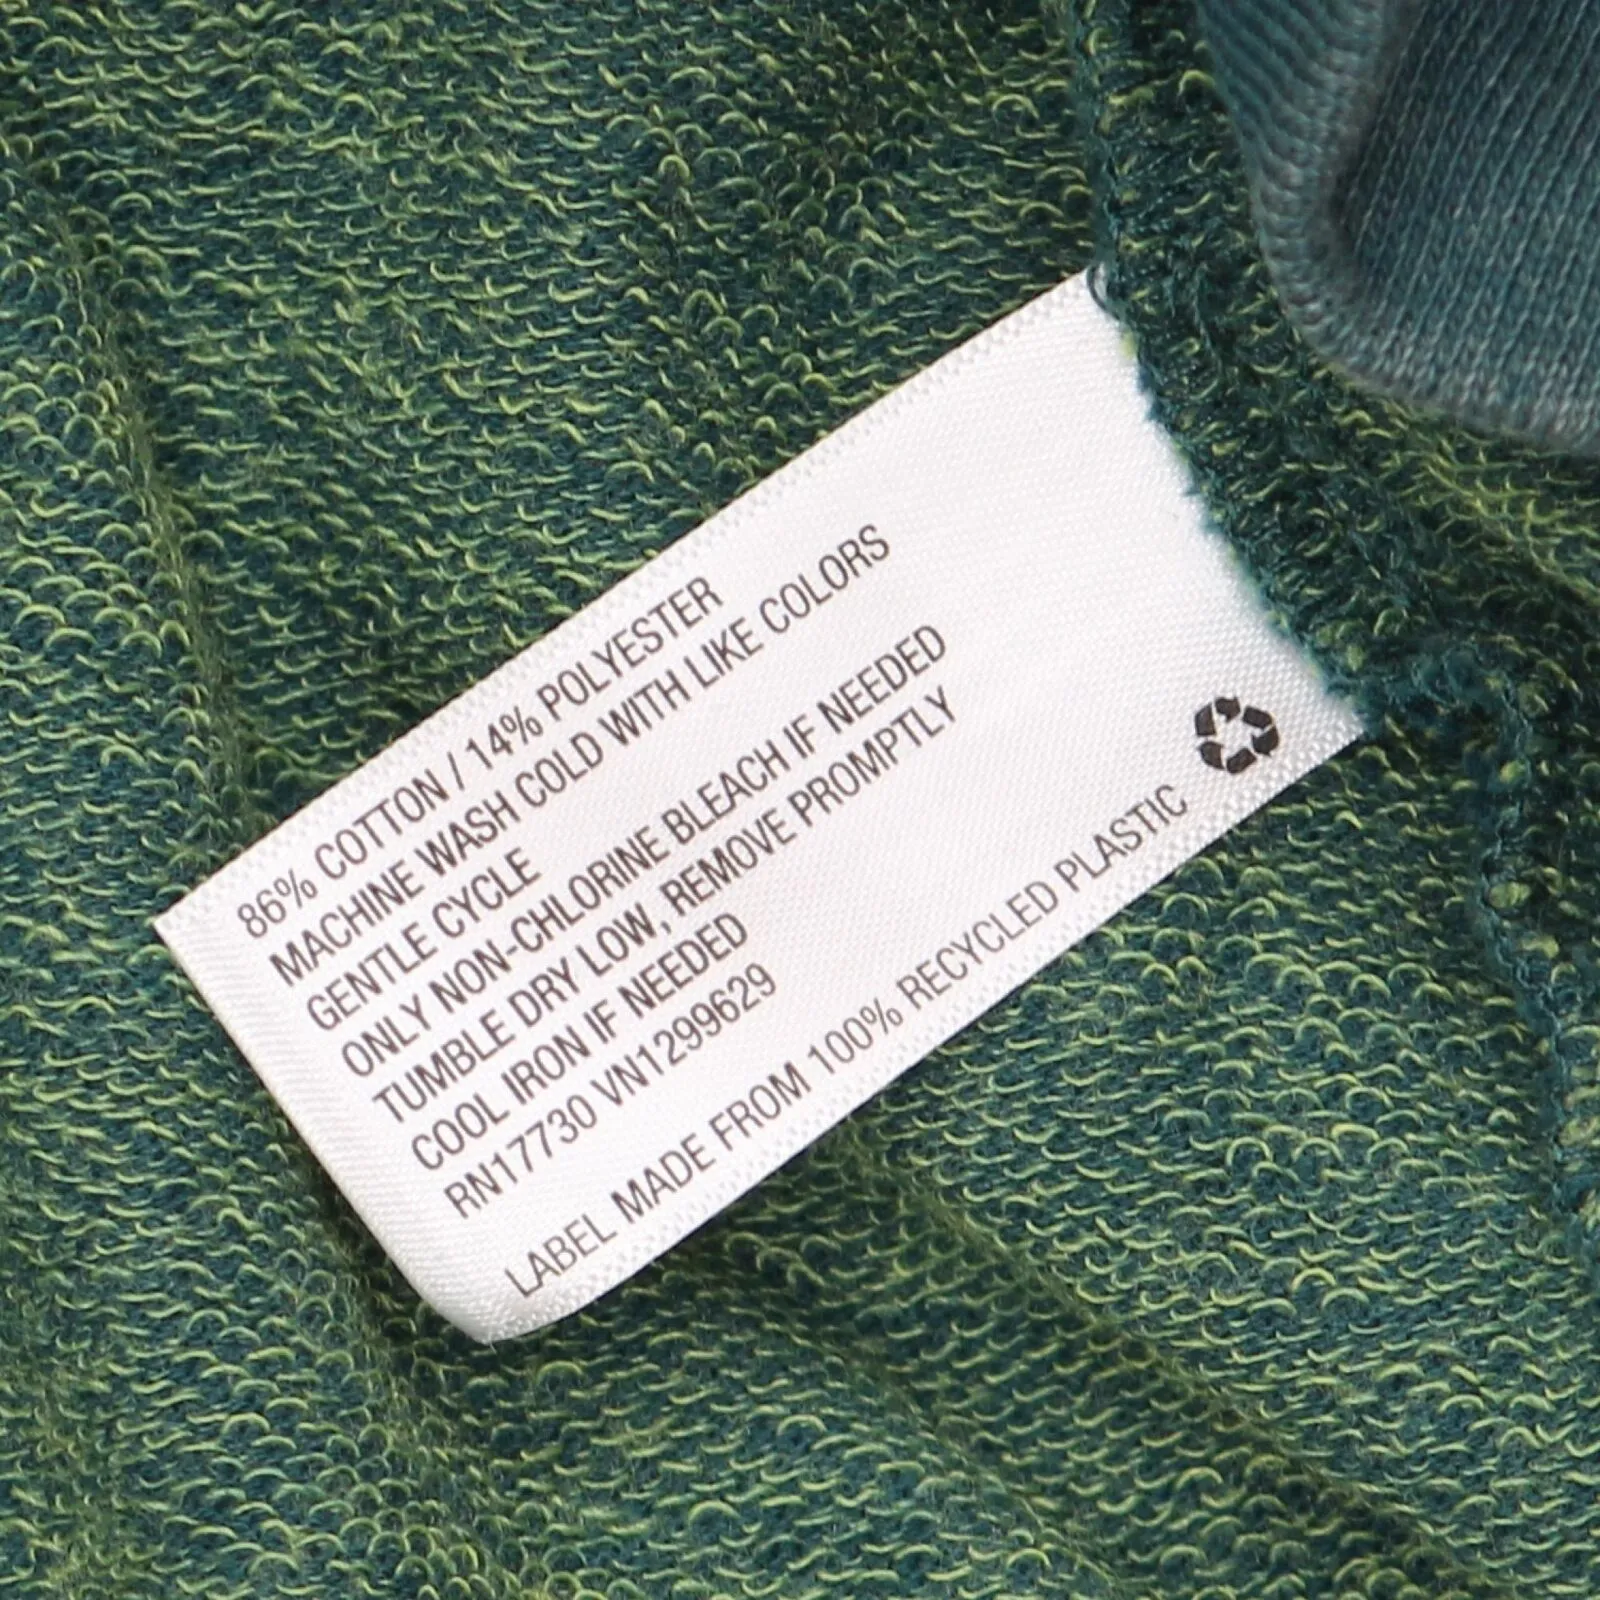 86% COTTON / 14% POLYESTER
MACHINE WASH COLD WITH LIKE COLORS
GENTLE CYCLE
ONLY NON-CHLORINE BLEACH IF NEEDED
TUMBLE DRY LOW, REMOVE PROMPTLY
COOL IRON IF NEEDED
RN17730 VN1299629
LABEL MADE FROM 100% RECYCLED PLASTIC